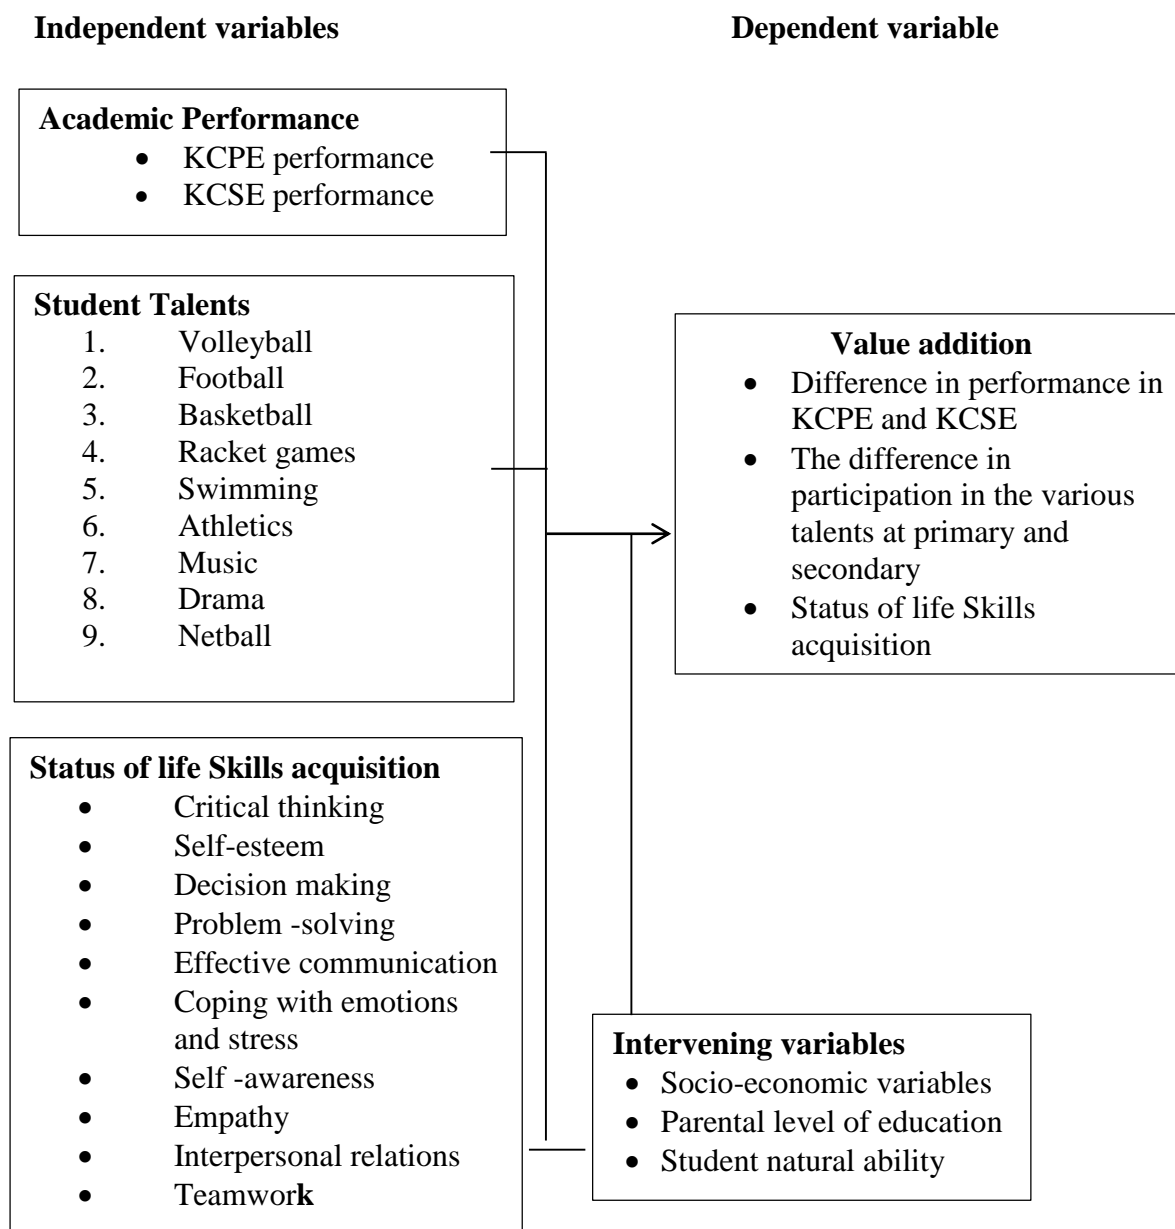 Independent variables
Dependent variable
Academic Performance
• KCPE performance
• KCSE performance
Student Talents
1. Volleyball
2. Football
3. Basketball
4. Racket games
5. Swimming
6. Athletics
7. Music
8. Drama
9. Netball
Status of life Skills acquisition
• Critical thinking
• Self-esteem
• Decision making
• Problem -solving
• Effective communication
• Coping with emotions
and stress
• Self -awareness
• Empathy
• Interpersonal relations
• Teamwork
Value addition
• Difference in performance in
KCPE and KCSE
• The difference in
participation in the various
talents at primary and
secondary
• Status of life Skills
acquisition
Intervening variables
• Socio-economic variables
• Parental level of education
• Student natural ability